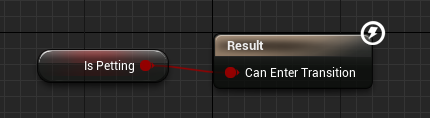 Result
Is Petting
Can Enter Transition